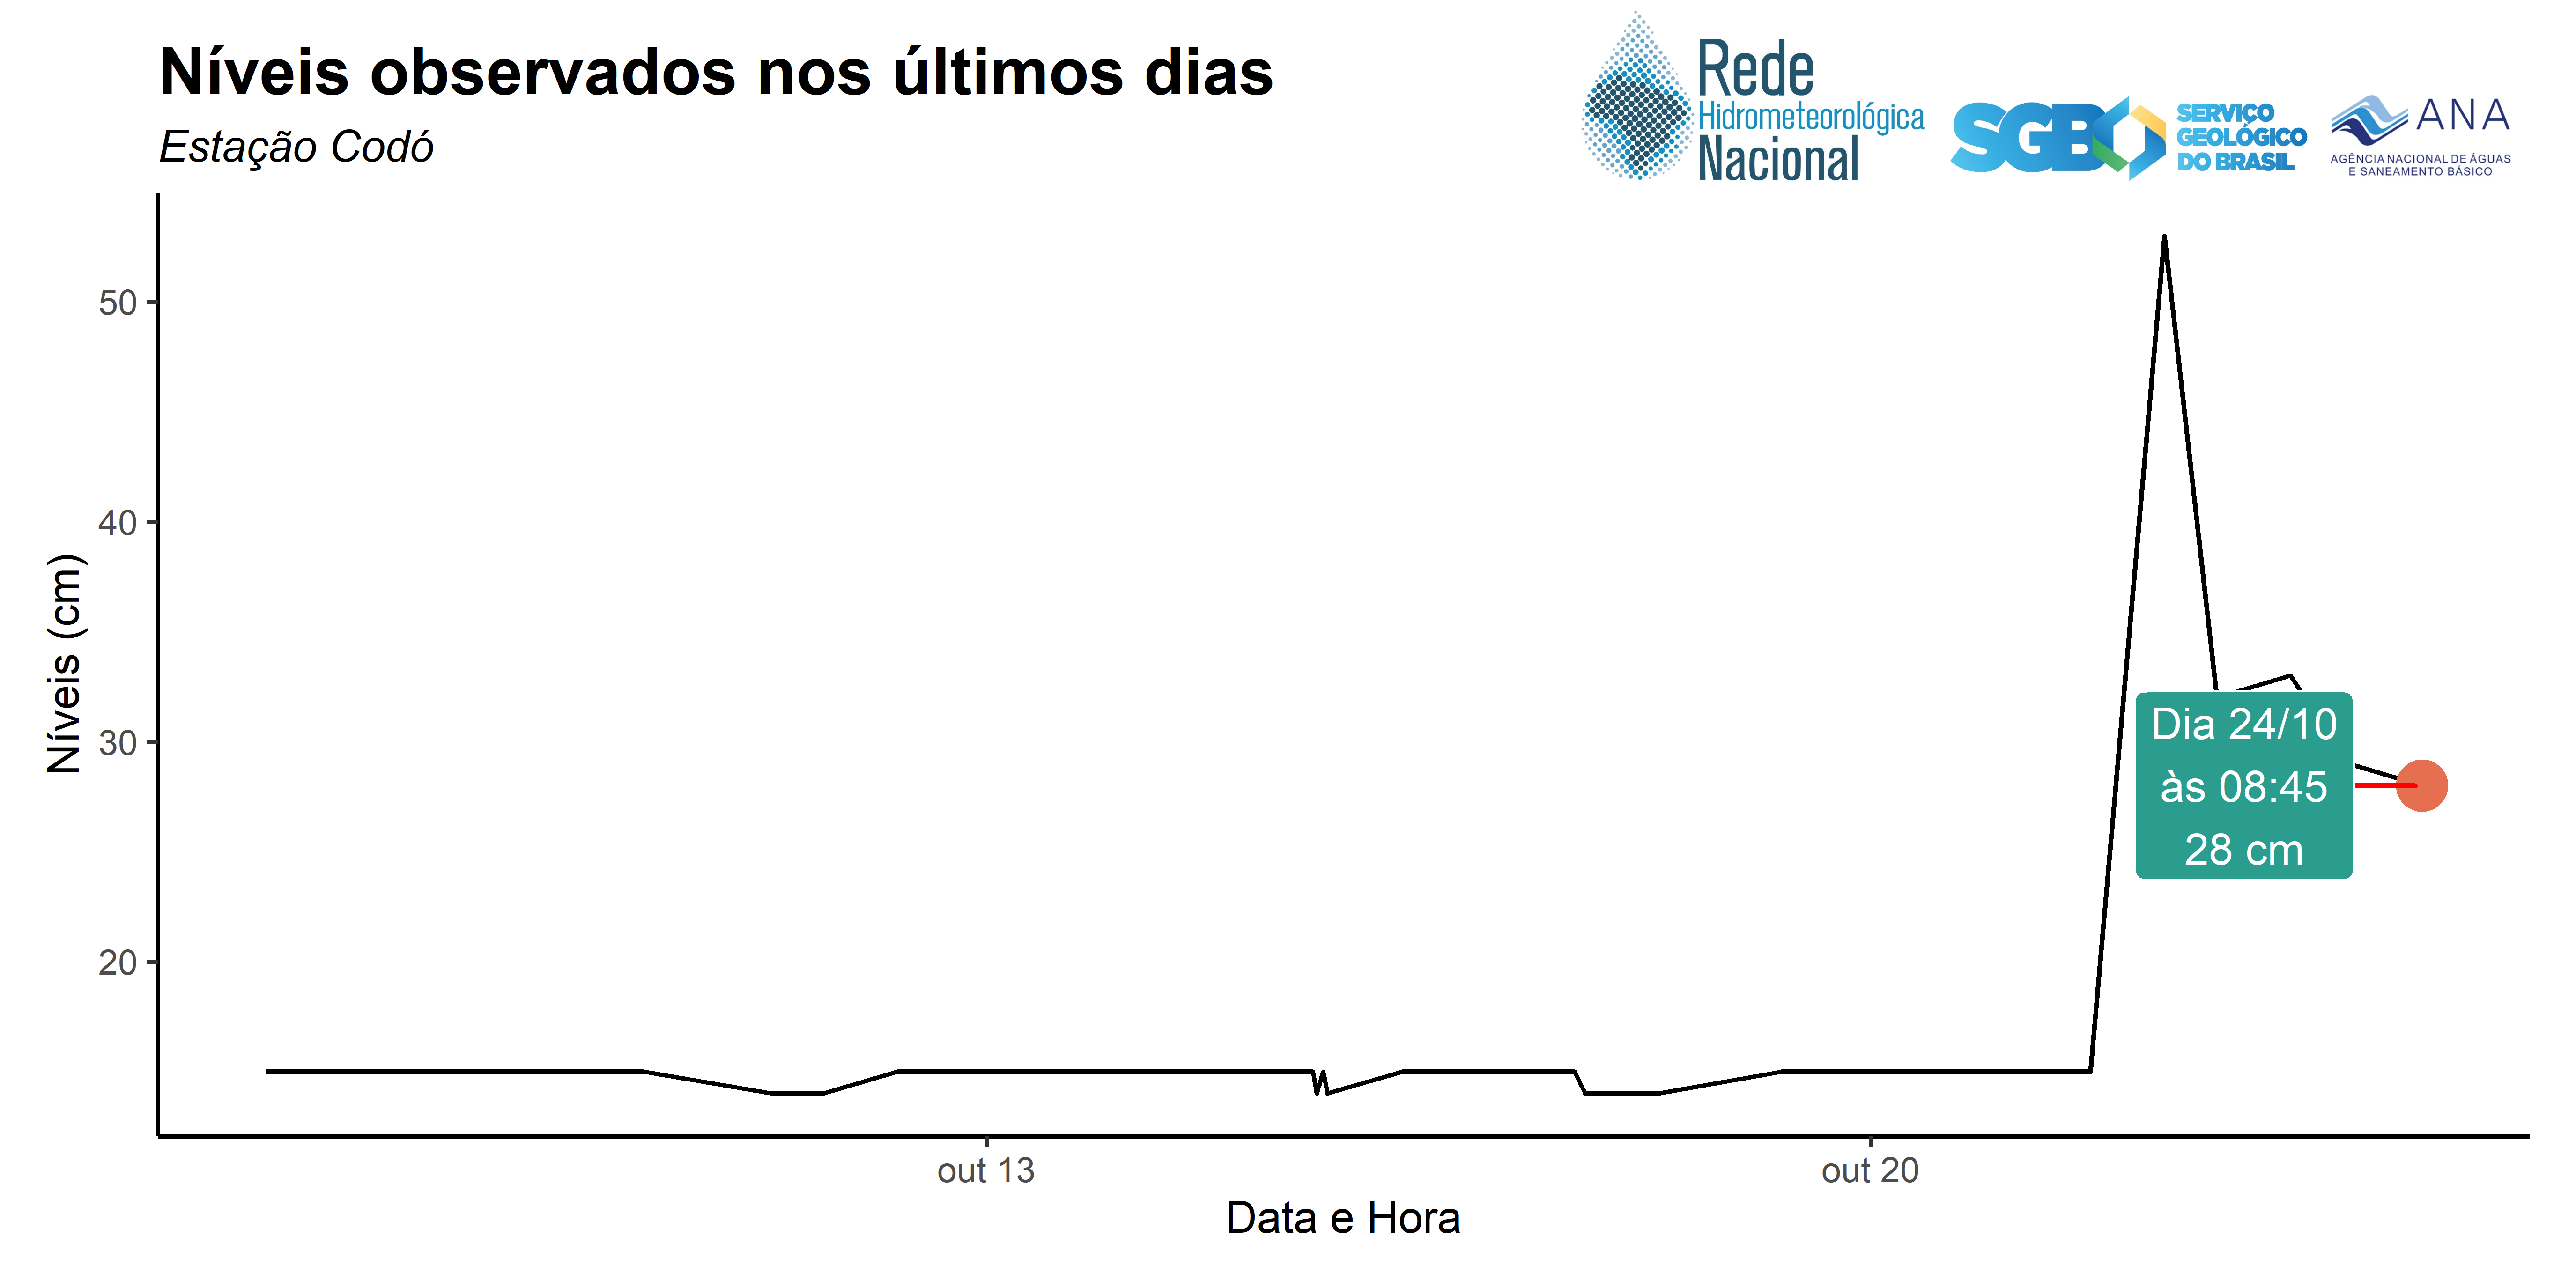 Níveis observados nos últimos dias
Estação Codó
Rede
Hidrometeorológica
Nacional
SGB
SERVIÇO
GEOLÓGICO
DO BRASIL
ANA
AGÊNCIA NACIONAL DE ÁGUAS
E SANEAMENTO BÁSICO
Níveis (cm)
50
40
30
20
Dia 24/10
às 08:45
28 cm
out 13
out 20
Data e Hora